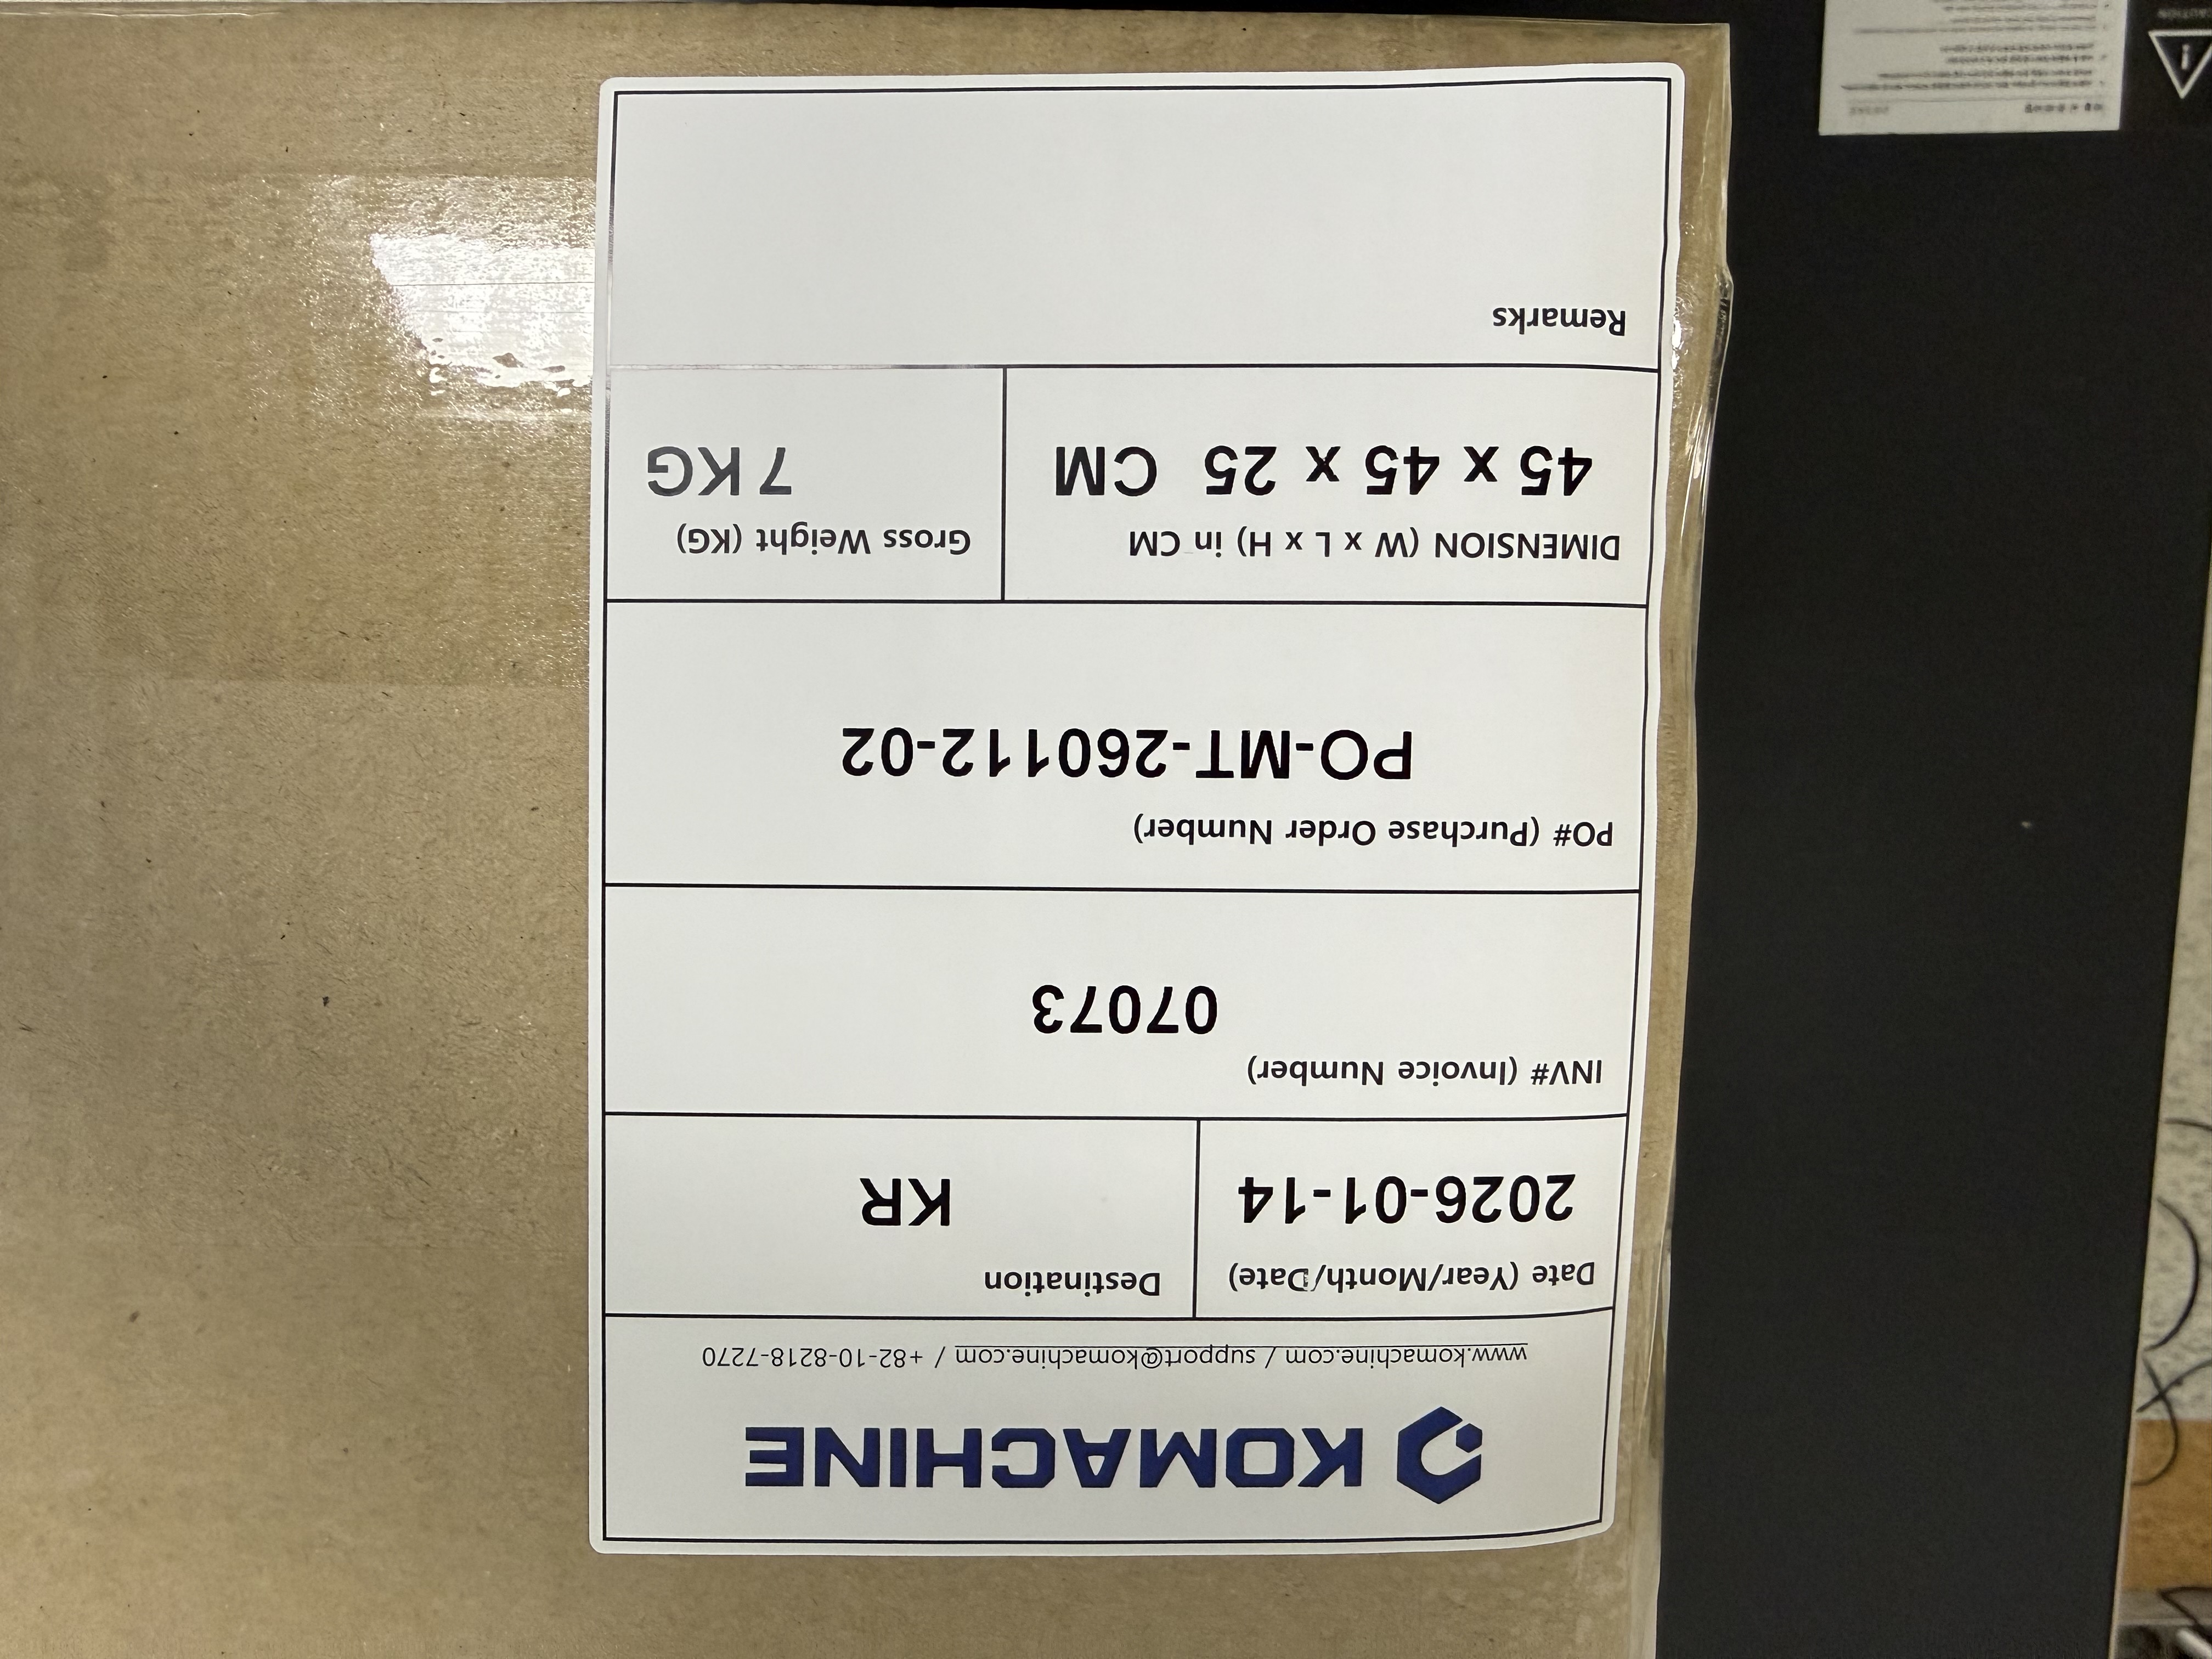 KOMACHINE
www.komachine.com / support@komachine.com / +82-10-8218-7270
Date (Year/Month/Date)
2026-01-14
Destination
KR
INV# (Invoice Number)
07073
PO# (Purchase Order Number)
PO-MT-260112-02
DIMENSION (W x L x H) in CM
45 x 45 x 25 CM
Gross Weight (KG)
7 KG
Remarks
CAUTION